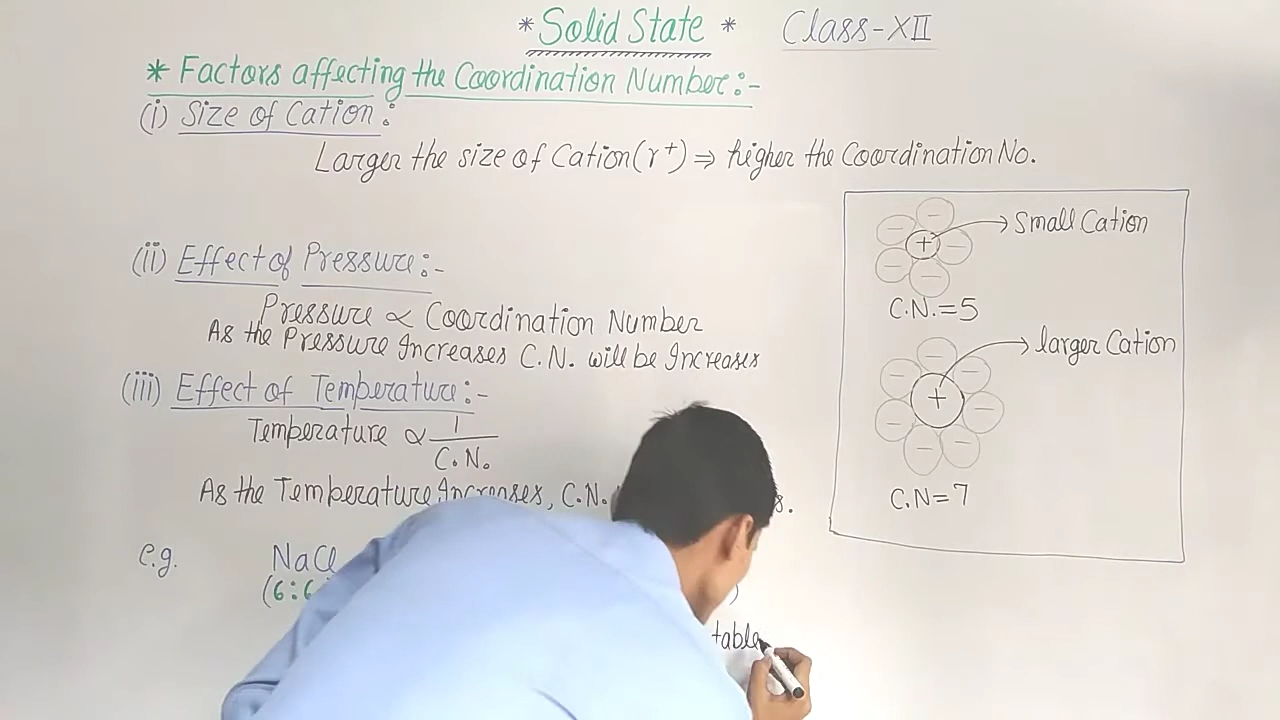 * Solid State * Class-XII
* Factors affecting the Coordination Number:-
(i) Size of Cation:
Larger the size of Cation(r+) ⇒ higher the Coordination No.
(ii) Effect of Pressure:-
Pressure ∝ Coordination Number
As the Pressure Increases C.N. will be Increases
(iii) Effect of Temperature:-
Temperature ∝ 1
C.N.
As the Temperature Increases, C.N.
e.g. NaCl
(6:6
table
+
→ Small Cation
C.N.=5
+
→ larger Cation
C.N=7